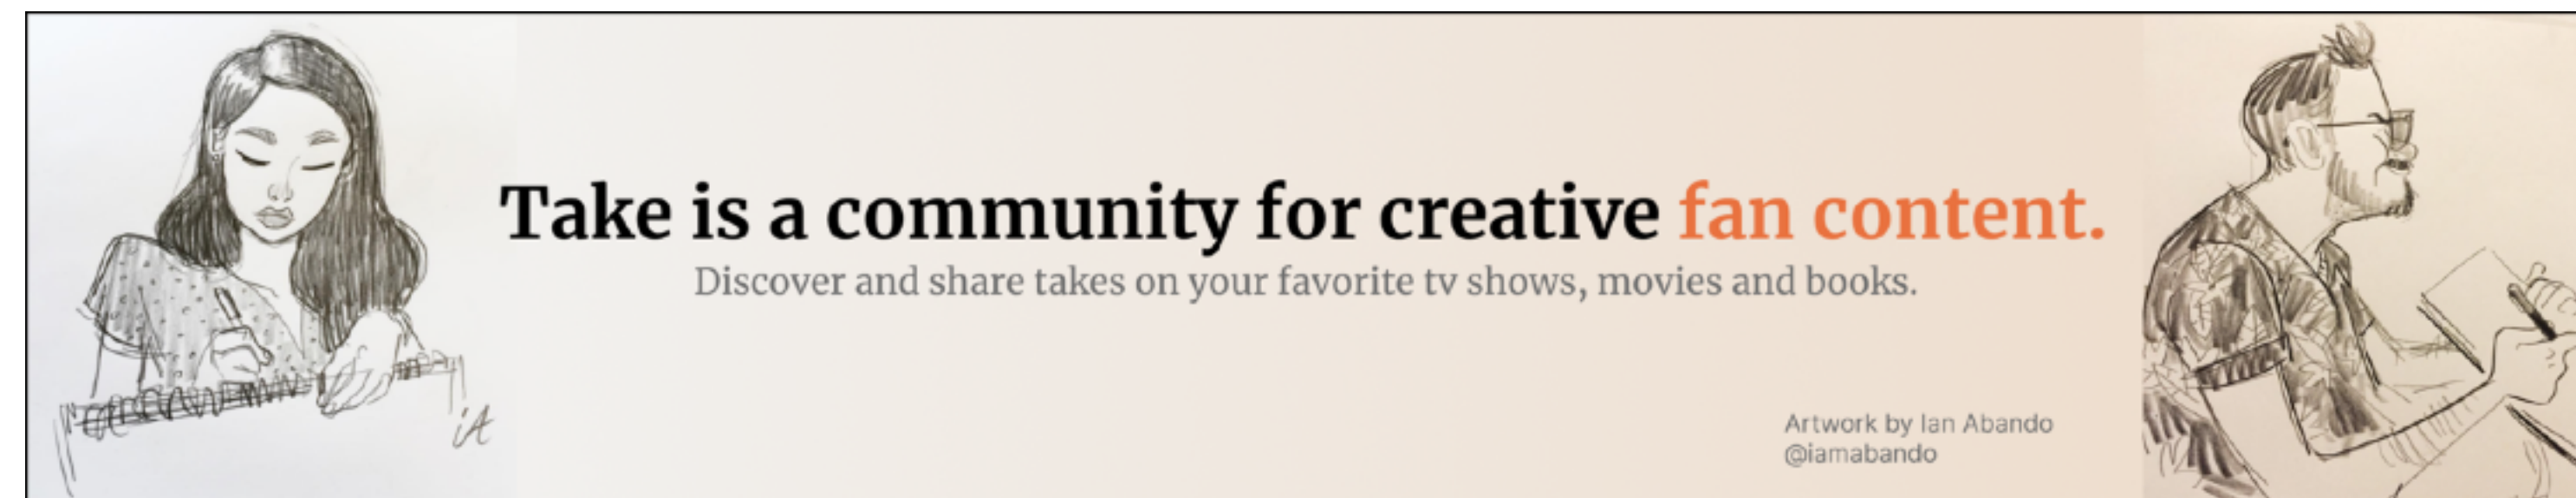 Take is a community for creative fan content.
Discover and share takes on your favorite tv shows, movies and books.
iA
Artwork by Ian Abando
@iamabando